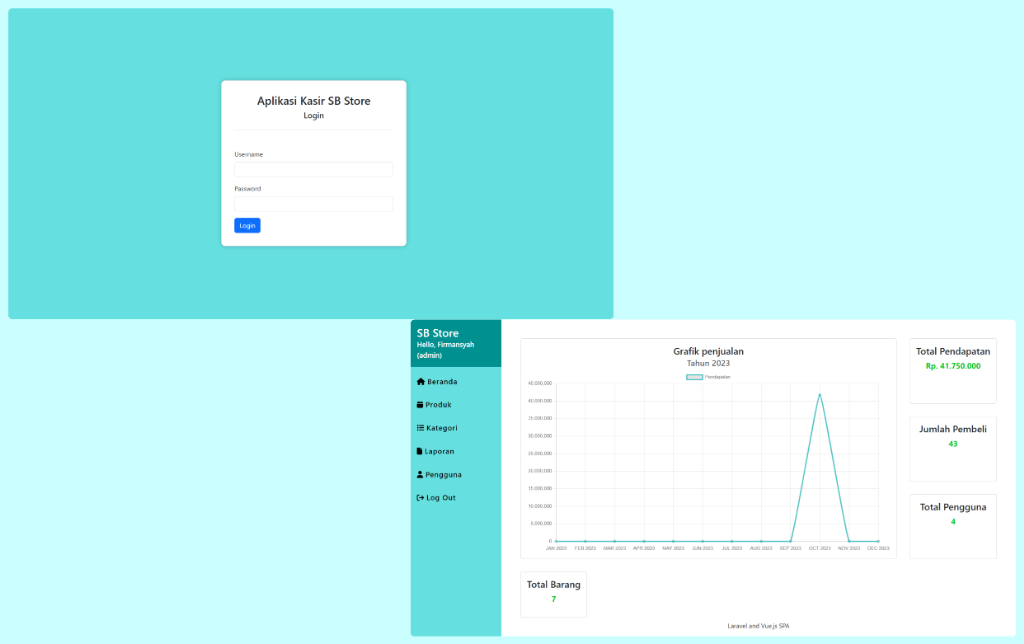 Aplikasi Kasir SB Store
Login
Username
Password
Login
SB Store
Hello, Firmansyah
(admin)
Beranda
Produk
Kategori
Laporan
Pengguna
Log Out
Grafik penjualan
Tahun 2023
Pendapatan
45,000,000
40,000,000
35,000,000
30,000,000
25,000,000
20,000,000
15,000,000
10,000,000
5,000,000
0
JAN 2023 FEB 2023 MAR 2023 APR 2023 MAY 2023 JUN 2023 JUL 2023 AUG 2023 SEP 2023 OCT 2023 NOV 2023 DEC 2023
Total Pendapatan
Rp. 41.750.000
Jumlah Pembeli
43
Total Pengguna
4
Total Barang
7
Laravel and Vue.js SPA